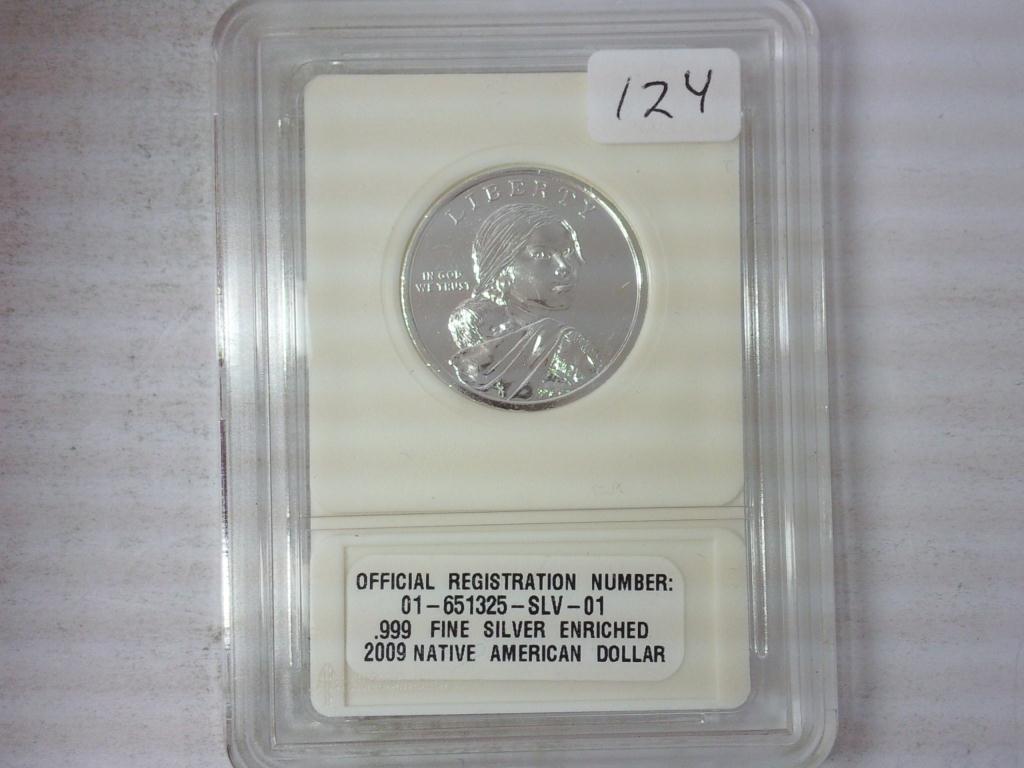 124
LIBERTY
IN GOD
WE TRUST
OFFICIAL REGISTRATION NUMBER:
01-651325-SLV-01
.999 FINE SILVER ENRICHED
2009 NATIVE AMERICAN DOLLAR